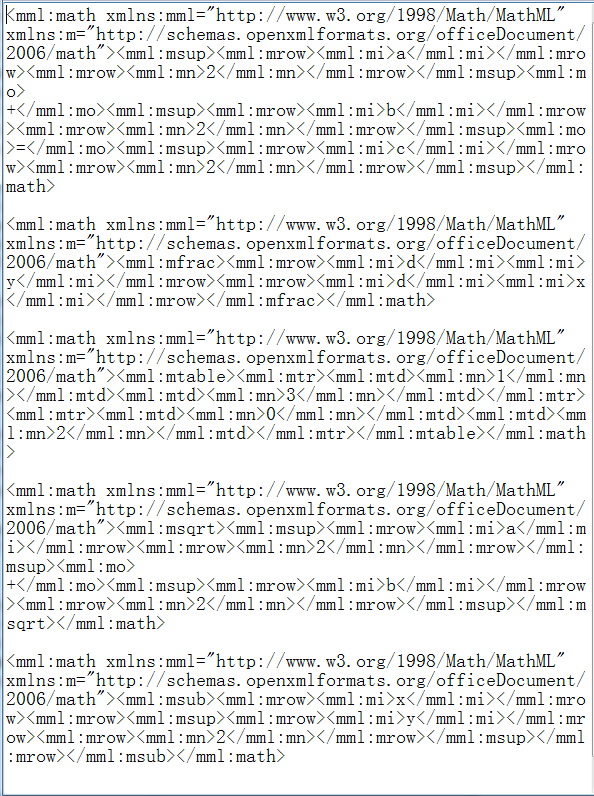 <mml:math xmlns:mml="http://www.w3.org/1998/Math/MathML"
xmlns:m="http://schemas.openxmlformats.org/officeDocument/
2006/math"><mml:msup><mml:mrow><mml:mi>a</mml:mi></mml:mro
w><mml:mrow><mml:mn>2</mml:mn></mml:mrow></mml:msup><mml:m
o>
+</mml:mo><mml:msup><mml:mrow><mml:mi>b</mml:mi></mml:mrow
><mml:mrow><mml:mn>2</mml:mn></mml:mrow></mml:msup><mml:mo
>=</mml:mo><mml:msup><mml:mrow><mml:mi>c</mml:mi></mml:mro
w><mml:mrow><mml:mn>2</mml:mn></mml:mrow></mml:msup></mml:
math>

<mml:math xmlns:mml="http://www.w3.org/1998/Math/MathML"
xmlns:m="http://schemas.openxmlformats.org/officeDocument/
2006/math"><mml:mfrac><mml:mrow><mml:mi>d</mml:mi><mml:mi>
y</mml:mi></mml:mrow><mml:mrow><mml:mi>d</mml:mi><mml:mi>x
</mml:mi></mml:mrow></mml:mfrac></mml:math>

<mml:math xmlns:mml="http://www.w3.org/1998/Math/MathML"
xmlns:m="http://schemas.openxmlformats.org/officeDocument/
2006/math"><mml:mtable><mml:mtr><mml:mtd><mml:mn>1</mml:mn
></mml:mtd><mml:mtd><mml:mn>3</mml:mn></mml:mtd></mml:mtr>
<mml:mtr><mml:mtd><mml:mn>0</mml:mn></mml:mtd><mml:mtd><mm
l:mn>2</mml:mn></mml:mtd></mml:mtr></mml:mtable></mml:math
>

<mml:math xmlns:mml="http://www.w3.org/1998/Math/MathML"
xmlns:m="http://schemas.openxmlformats.org/officeDocument/
2006/math"><mml:msqrt><mml:msup><mml:mrow><mml:mi>a</mml:m
i></mml:mrow><mml:mrow><mml:mn>2</mml:mn></mml:mrow></mml:
msup><mml:mo>
+</mml:mo><mml:msup><mml:mrow><mml:mi>b</mml:mi></mml:mrow
><mml:mrow><mml:mn>2</mml:mn></mml:mrow></mml:msup></mml:m
sqrt></mml:math>

<mml:math xmlns:mml="http://www.w3.org/1998/Math/MathML"
xmlns:m="http://schemas.openxmlformats.org/officeDocument/
2006/math"><mml:msub><mml:mrow><mml:mi>x</mml:mi></mml:mro
w><mml:mrow><mml:msup><mml:mrow><mml:mi>y</mml:mi></mml:mr
ow><mml:mrow><mml:mn>2</mml:mn></mml:mrow></mml:msup></mml
:mrow></mml:msub></mml:math>